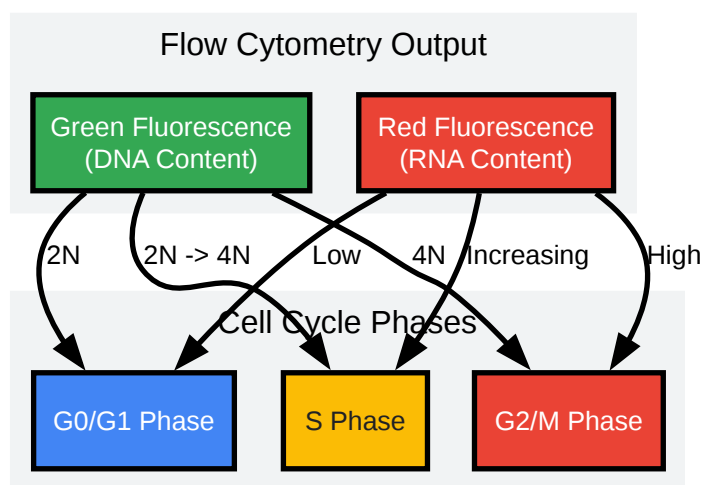 Flow Cytometry Output
Green Fluorescence
(DNA Content)
Red Fluorescence
(RNA Content)
2N
2N -> 4N
Low
4N
Increasing
High
Cell Cycle Phases
G0/G1 Phase
S Phase
G2/M Phase